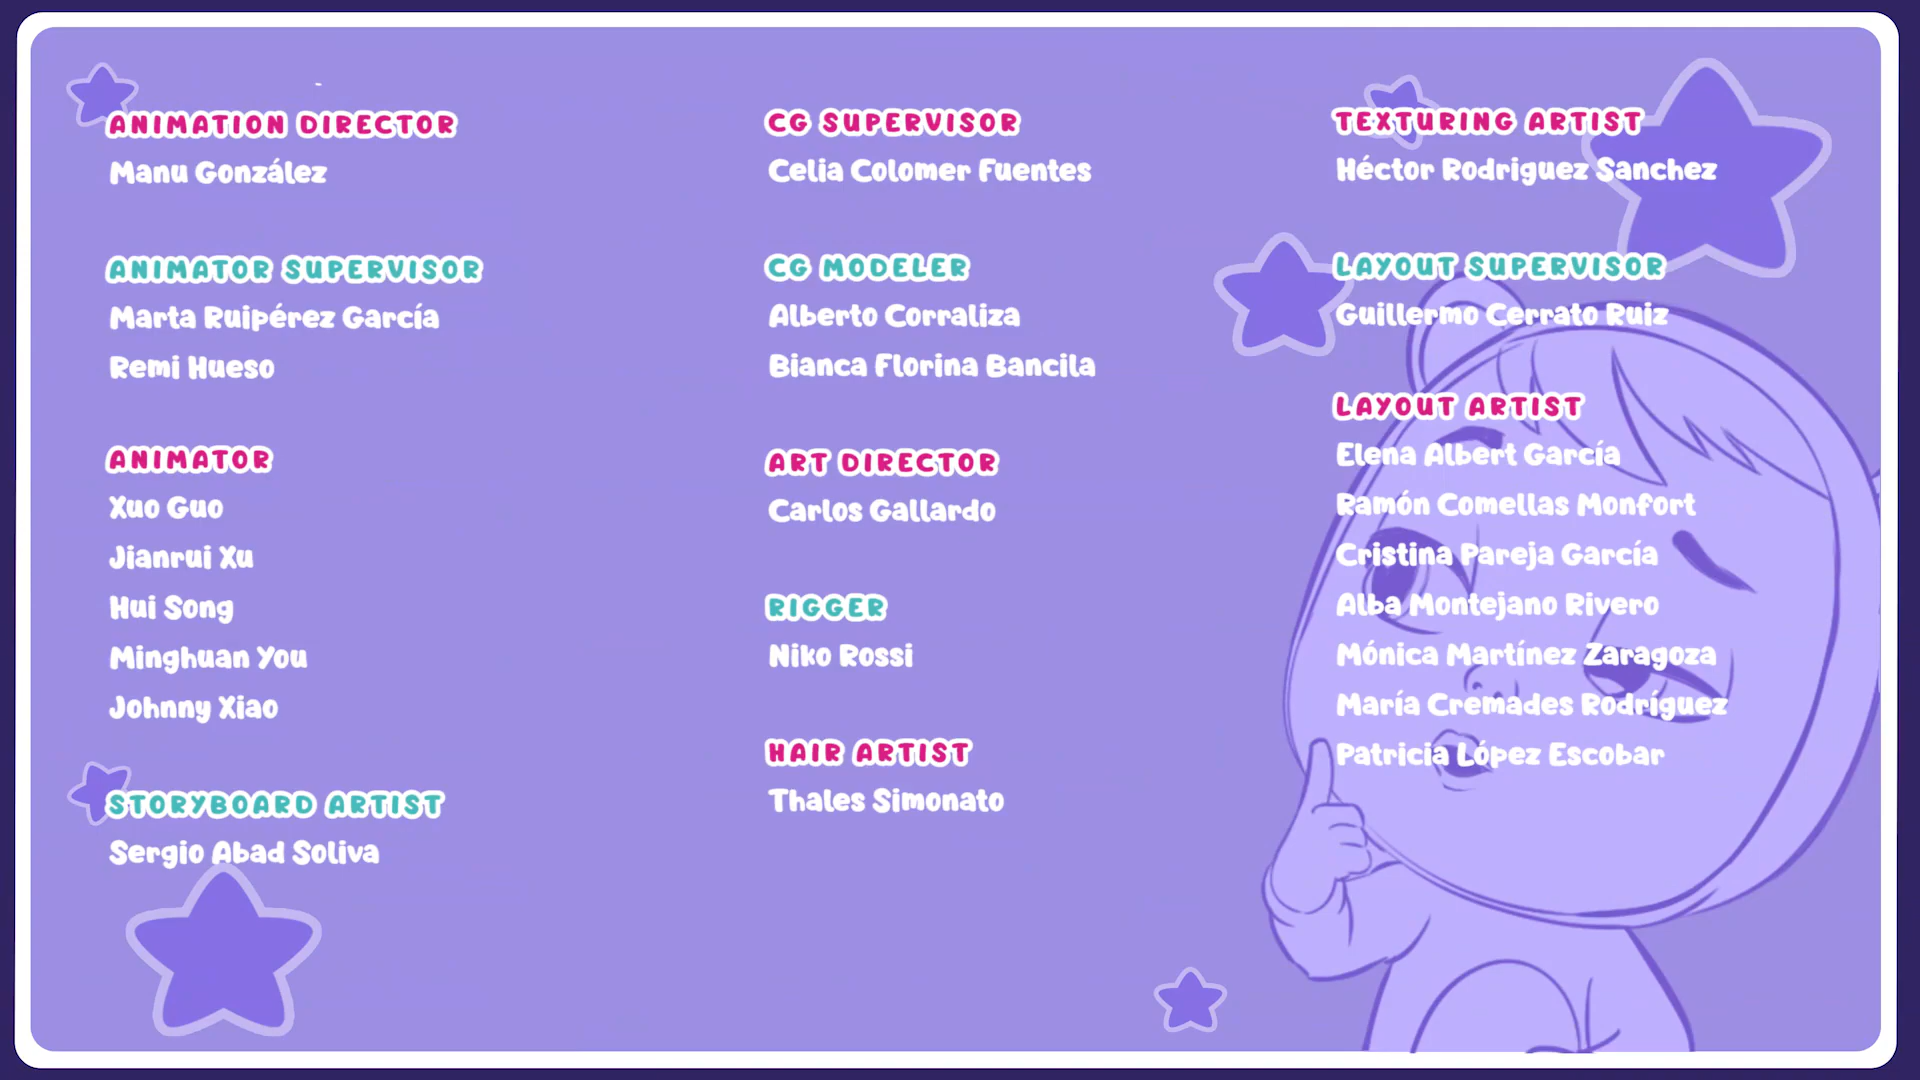 ANIMATION DIRECTOR
Manu González
ANIMATOR SUPERVISOR
Marta Ruipérez García
Remi Hueso
ANIMATOR
Xuo Guo
Jianrui Xu
Hui Song
Minghuan You
Johnny Xiao
STORYBOARD ARTIST
Sergio Abad Soliva
CG SUPERVISOR
Celia Colomer Fuentes
CG MODELER
Alberto Corraliza
Bianca Florina Bancila
ART DIRECTOR
Carlos Gallardo
RIGGER
Niko Rossi
HAIR ARTIST
Thales Simonato
TEXTURING ARTIST
Héctor Rodriguez Sanchez
LAYOUT SUPERVISOR
Guillermo Cerrato Ruiz
LAYOUT ARTIST
Elena Albert García
Ramón Comellas Monfort
Cristina Pareja García
Alba Montejano Rivero
Mónica Martínez Zaragoza
María Cremades Rodríguez
Patricia López Escobar